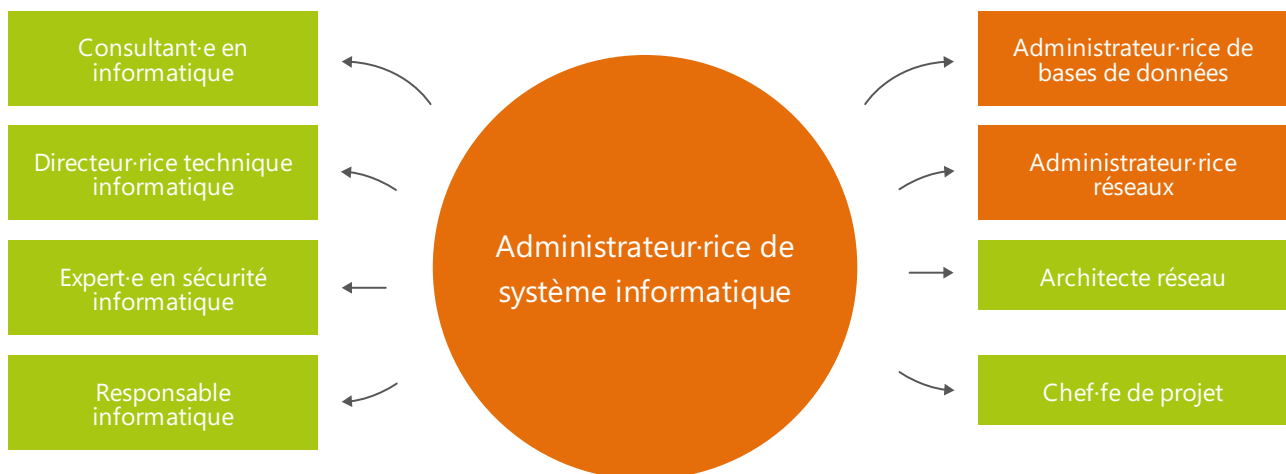 Consultant·e en
informatique
Directeur·rice technique
informatique
Expert·e en sécurité
informatique
Responsable
informatique
Administrateur·rice de
système informatique
Administrateur·rice de
bases de données
Administrateur·rice
réseaux
Architecte réseau
Chef·fe de projet